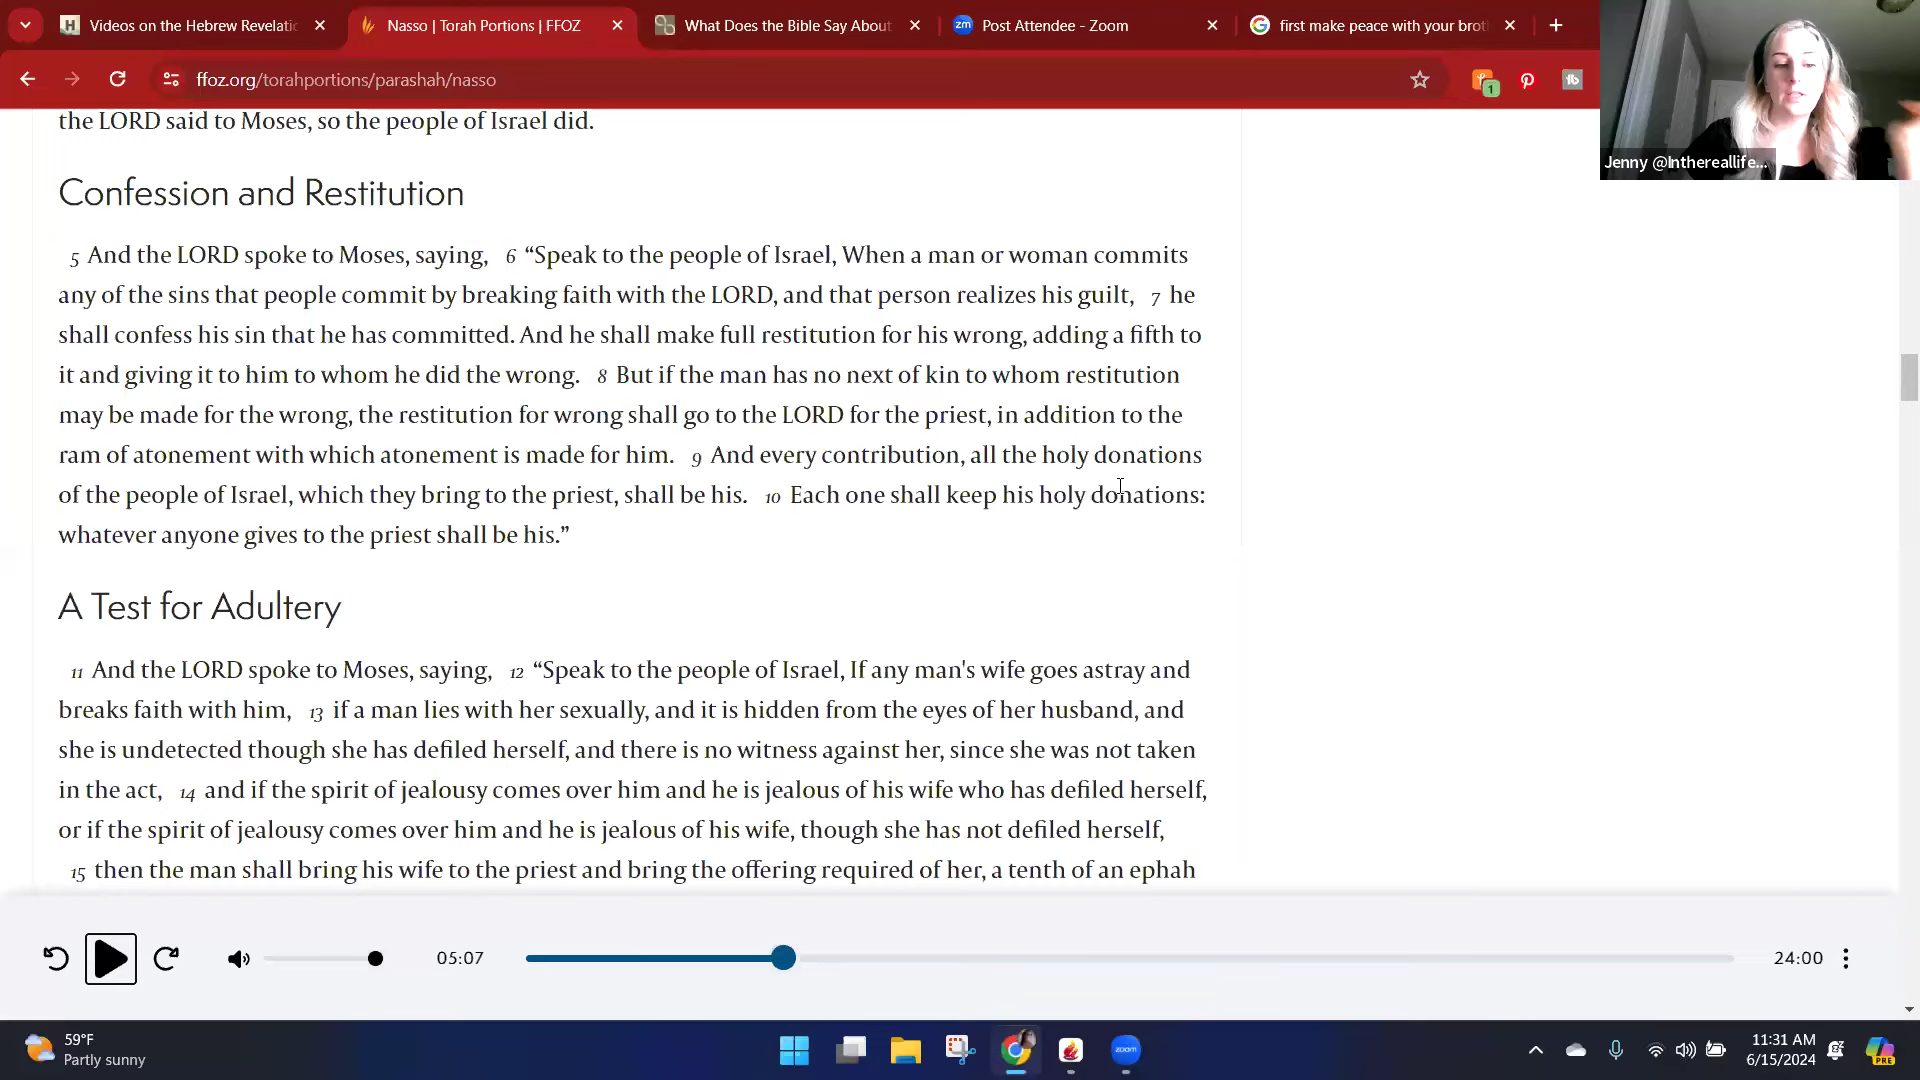 Videos on the Hebrew Revelatio
Nasso | Torah Portions | FFOZ
What Does the Bible Say About
zm
Post Attendee - Zoom
first make peace with your brot
ffoz.org/torahportions/parashah/nasso
1
Jenny @Inthereallife...
the LORD said to Moses, so the people of Israel did.
Confession and Restitution
5 And the LORD spoke to Moses, saying, 6 “Speak to the people of Israel, When a man or woman commits
any of the sins that people commit by breaking faith with the LORD, and that person realizes his guilt, 7 he
shall confess his sin that he has committed. And he shall make full restitution for his wrong, adding a fifth to
it and giving it to him to whom he did the wrong. 8 But if the man has no next of kin to whom restitution
may be made for the wrong, the restitution for wrong shall go to the LORD for the priest, in addition to the
ram of atonement with which atonement is made for him. 9 And every contribution, all the holy donations
of the people of Israel, which they bring to the priest, shall be his. 10 Each one shall keep his holy donations:
whatever anyone gives to the priest shall be his.”
A Test for Adultery
11 And the LORD spoke to Moses, saying, 12 “Speak to the people of Israel, If any man's wife goes astray and
breaks faith with him, 13 if a man lies with her sexually, and it is hidden from the eyes of her husband, and
she is undetected though she has defiled herself, and there is no witness against her, since she was not taken
in the act, 14 and if the spirit of jealousy comes over him and he is jealous of his wife who has defiled herself,
or if the spirit of jealousy comes over him and he is jealous of his wife, though she has not defiled herself,
15 then the man shall bring his wife to the priest and bring the offering required of her, a tenth of an ephah
05:07
24:00
59°F
Partly sunny
zoom
11:31 AM
6/15/2024
PRE